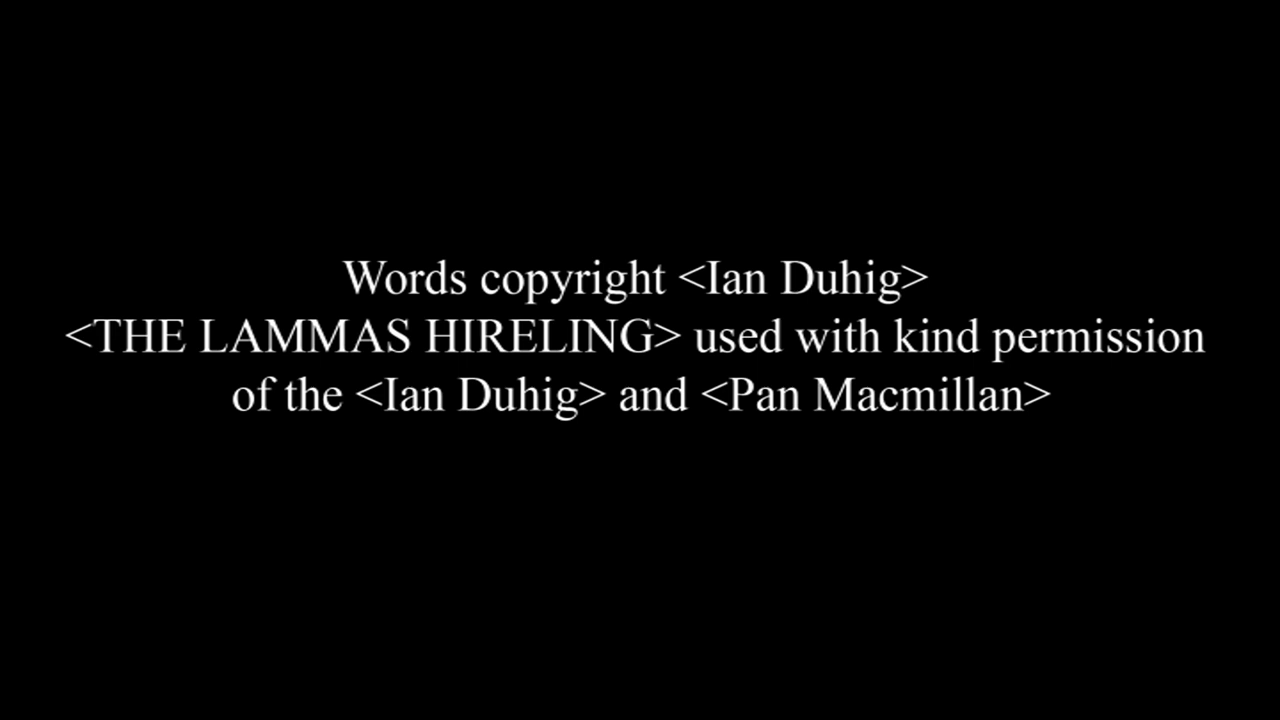 Words copyright <Ian Duhig>
<THE LAMMAS HIRELING> used with kind permission
of the <Ian Duhig> and <Pan Macmillan>